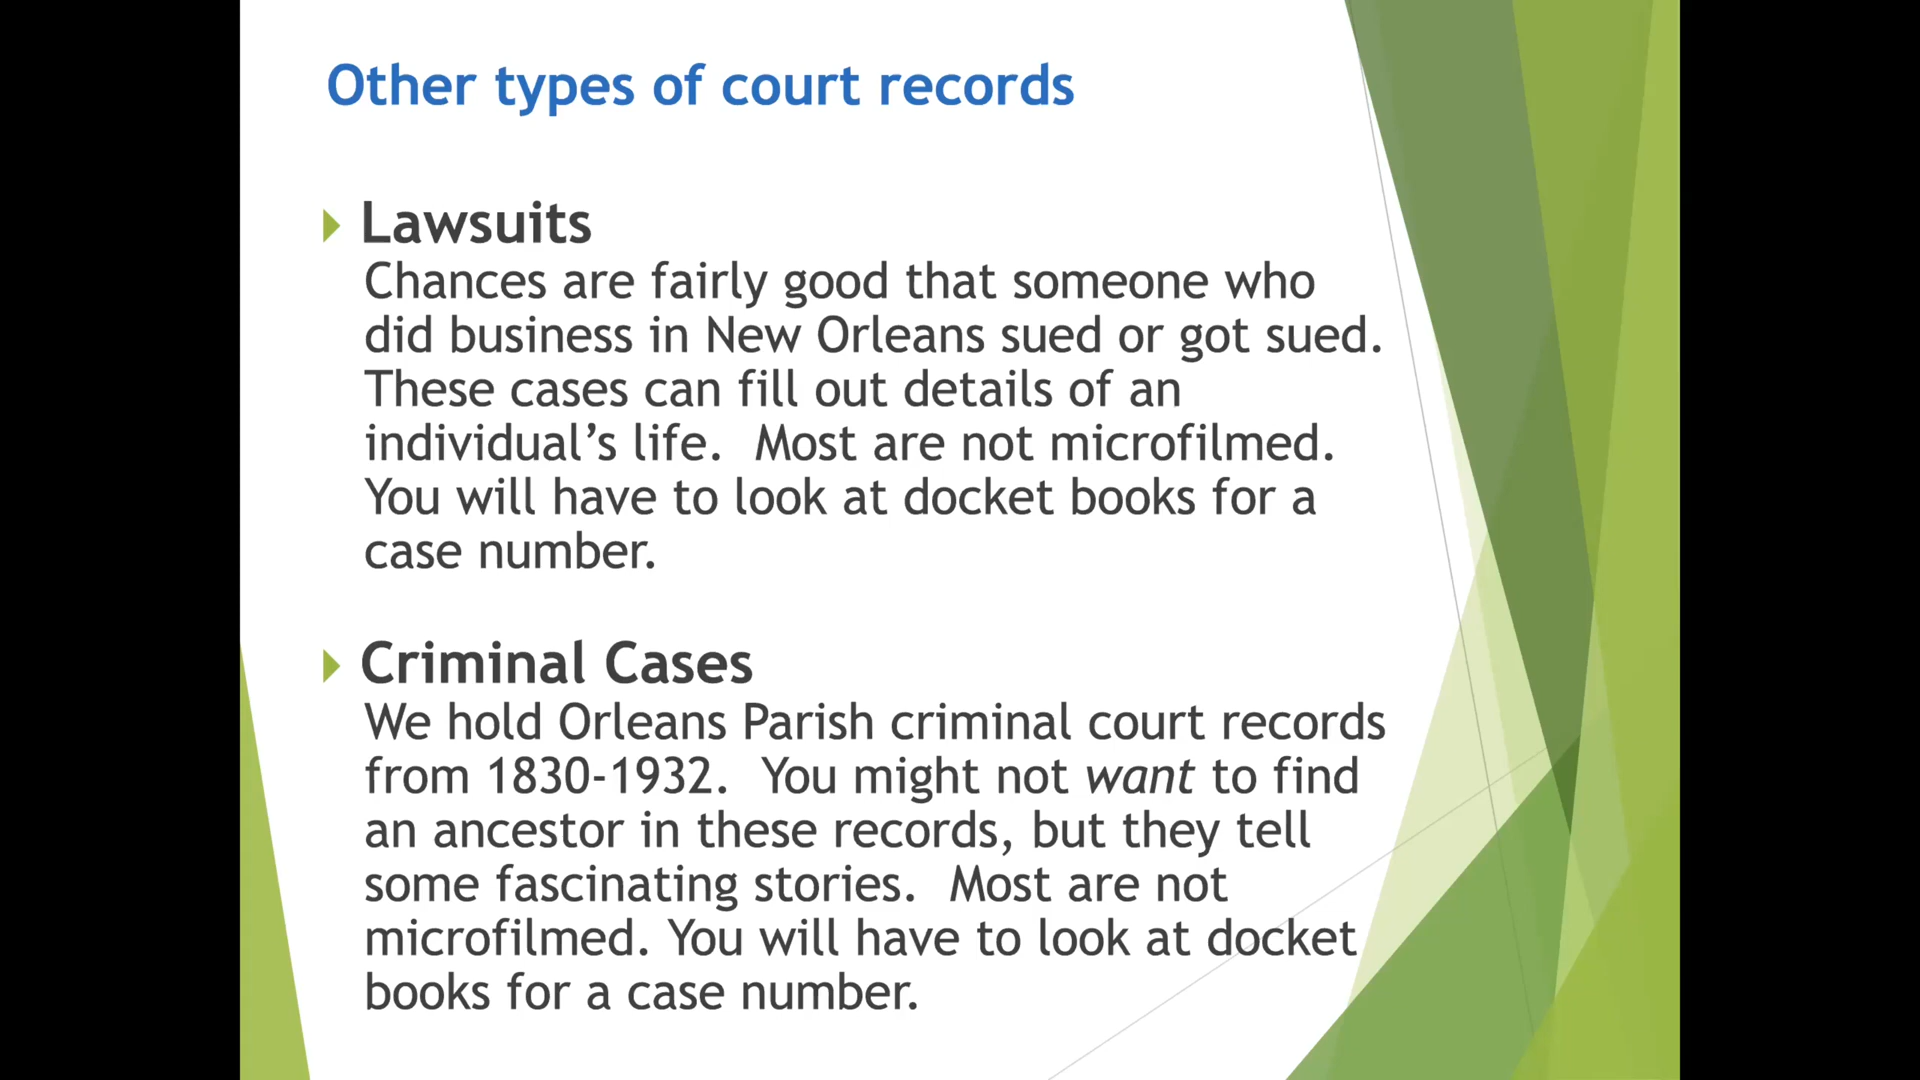 Other types of court records
Lawsuits
Chances are fairly good that someone who
did business in New Orleans sued or got sued.
These cases can fill out details of an
individual’s life.  Most are not microfilmed.
You will have to look at docket books for a
case number.
Criminal Cases
We hold Orleans Parish criminal court records
from 1830-1932.  You might not want to find
an ancestor in these records, but they tell
some fascinating stories.  Most are not
microfilmed. You will have to look at docket
books for a case number.